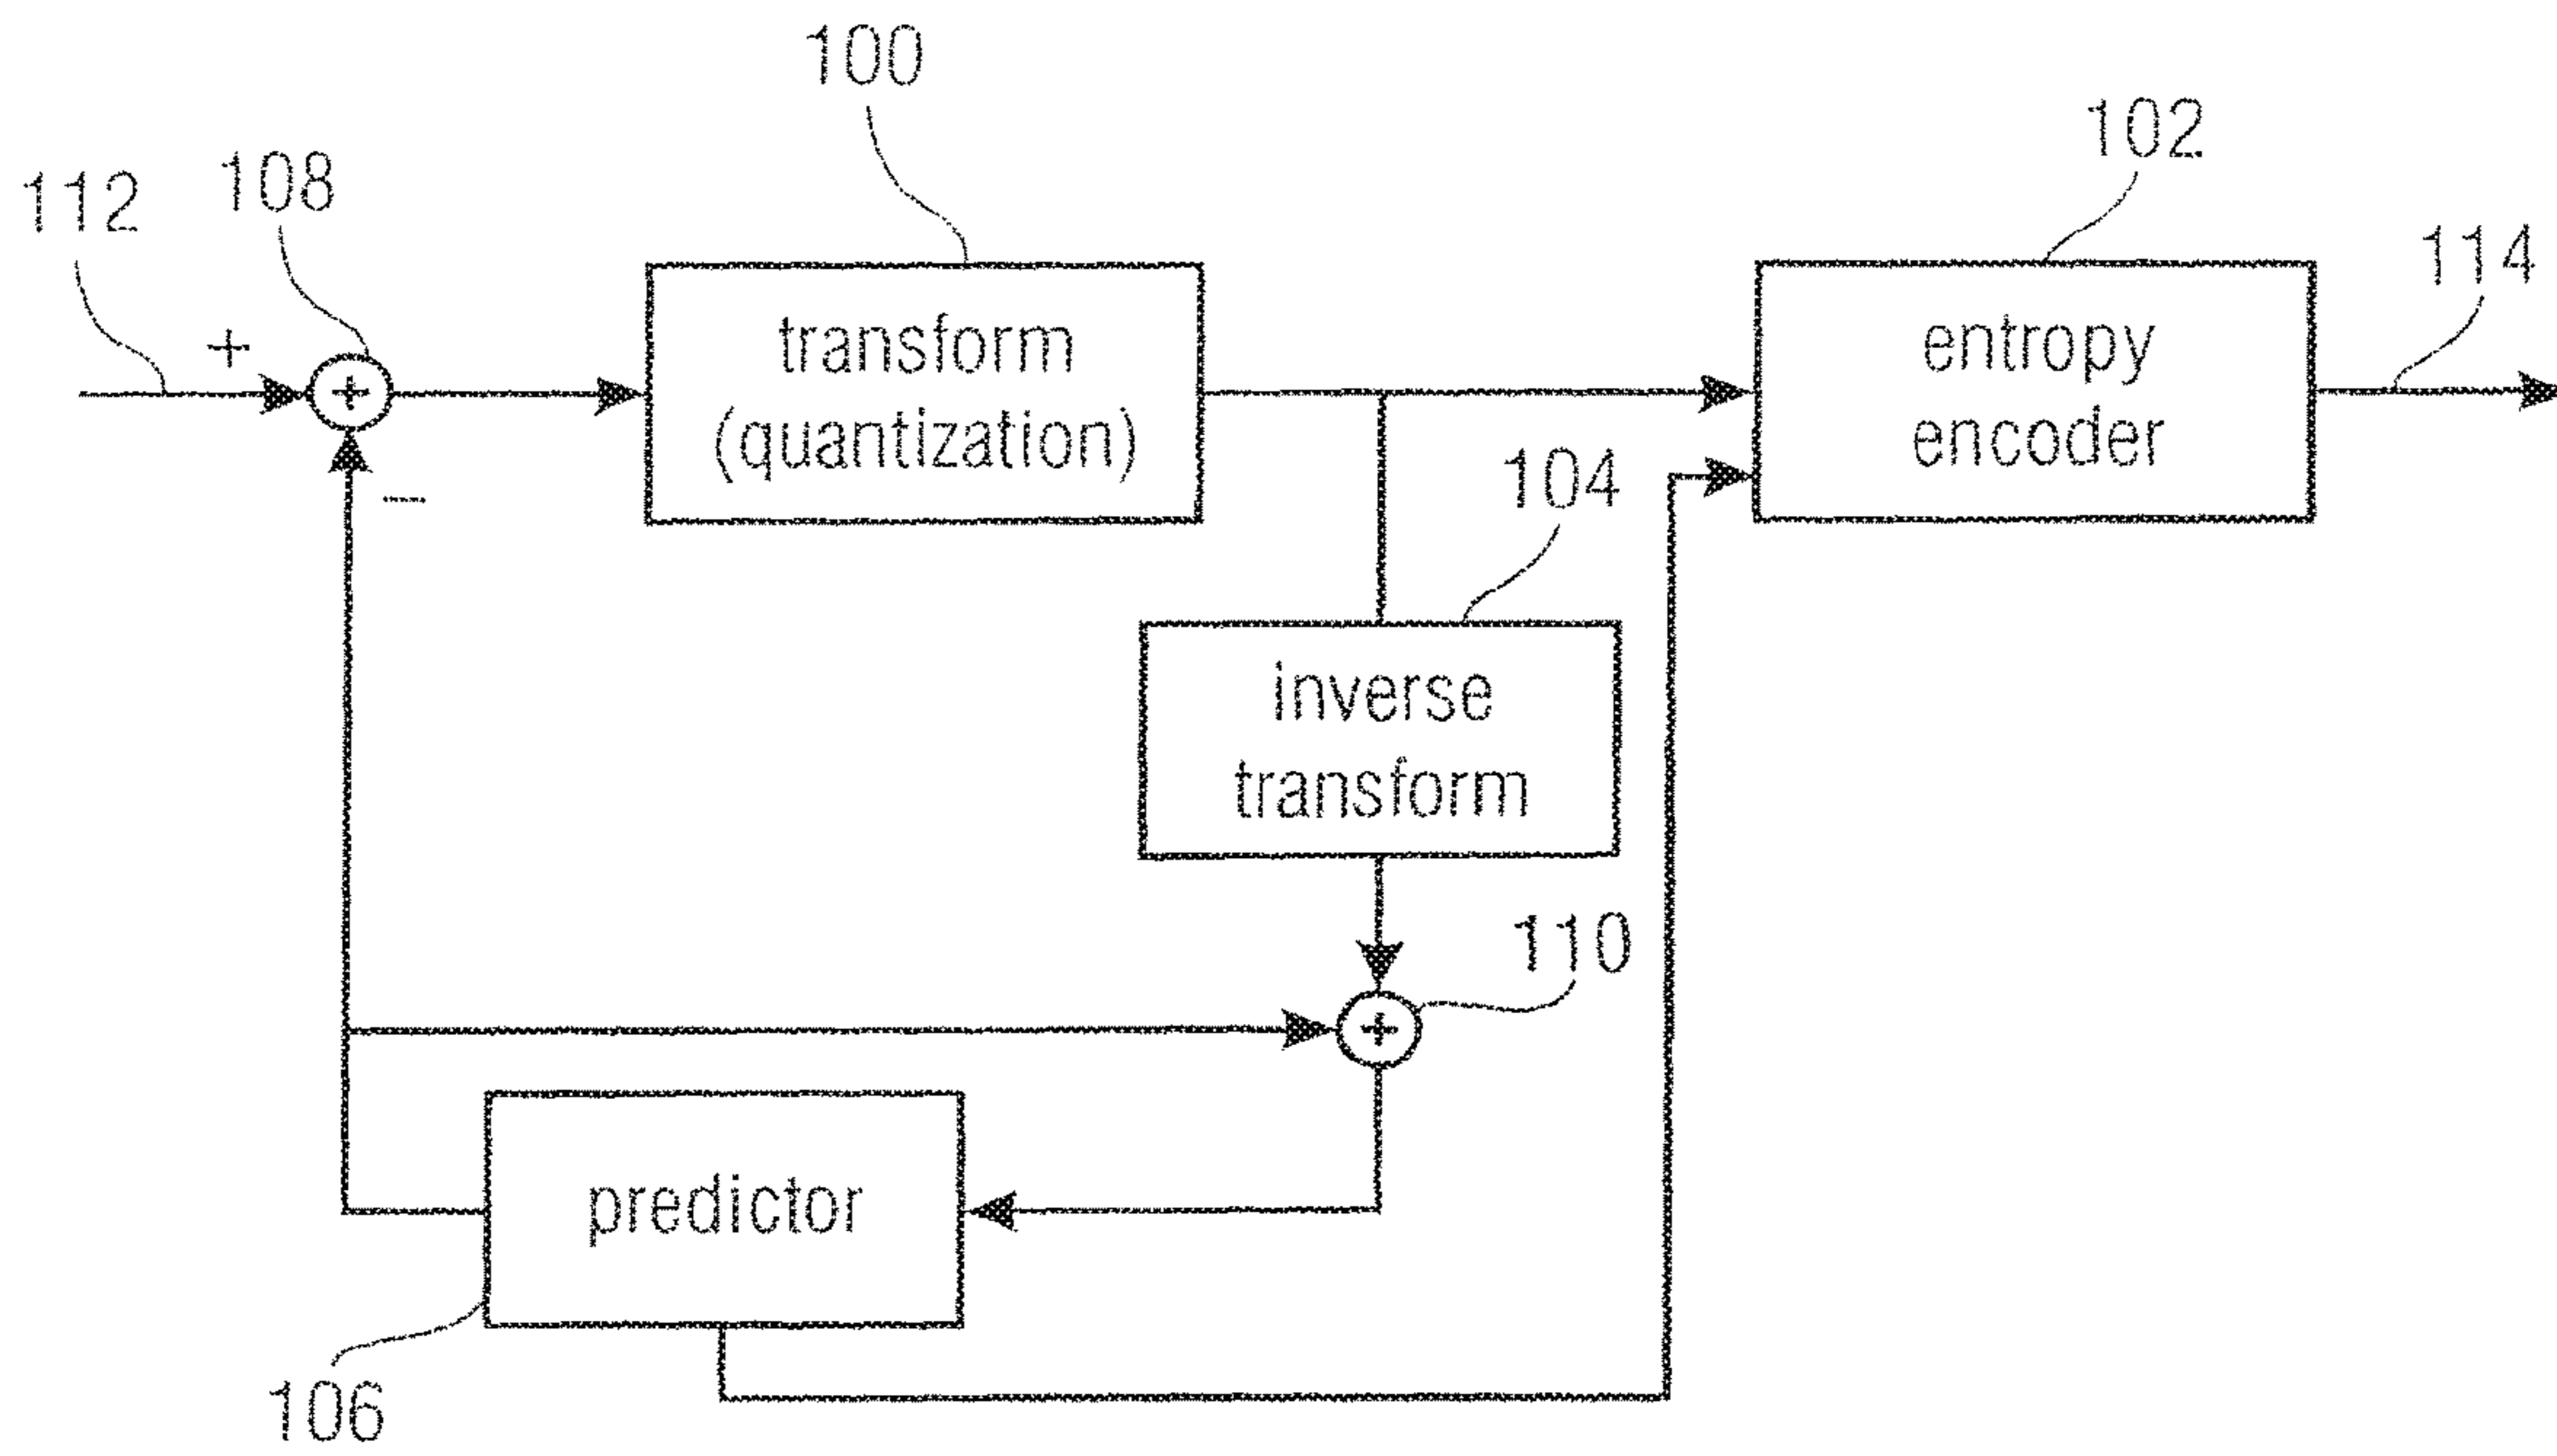 100
102
108
112
114
+
+
transform
(quantization)
entropy
encoder
104
—
inverse
transform
110
+
predictor
106